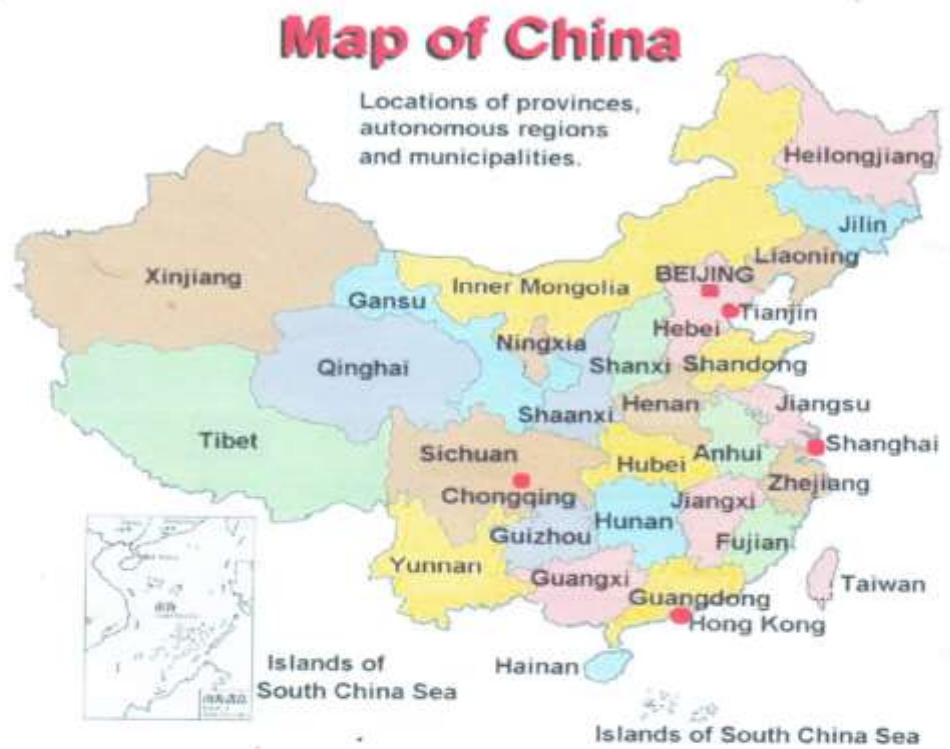 Map of China
Locations of provinces,
autonomous regions
and municipalities.
Heilongjiang
Jilin
Liaoning
Xinjiang
Gansu
Inner Mongolia
BEIJING
Tianjin
Hebei
Ningxia
Qinghai
Shanxi
Shandong
Shaanxi
Henan
Jiangsu
Tibet
Sichuan
Hubei
Anhui
Shanghai
Chongqing
Zhejiang
Jiangxi
Hunan
Guizhou
Fujian
Yunnan
Guangxi
Guangdong
Taiwan
Hong Kong
Hainan
Islands of
South China Sea
Islands of South China Sea